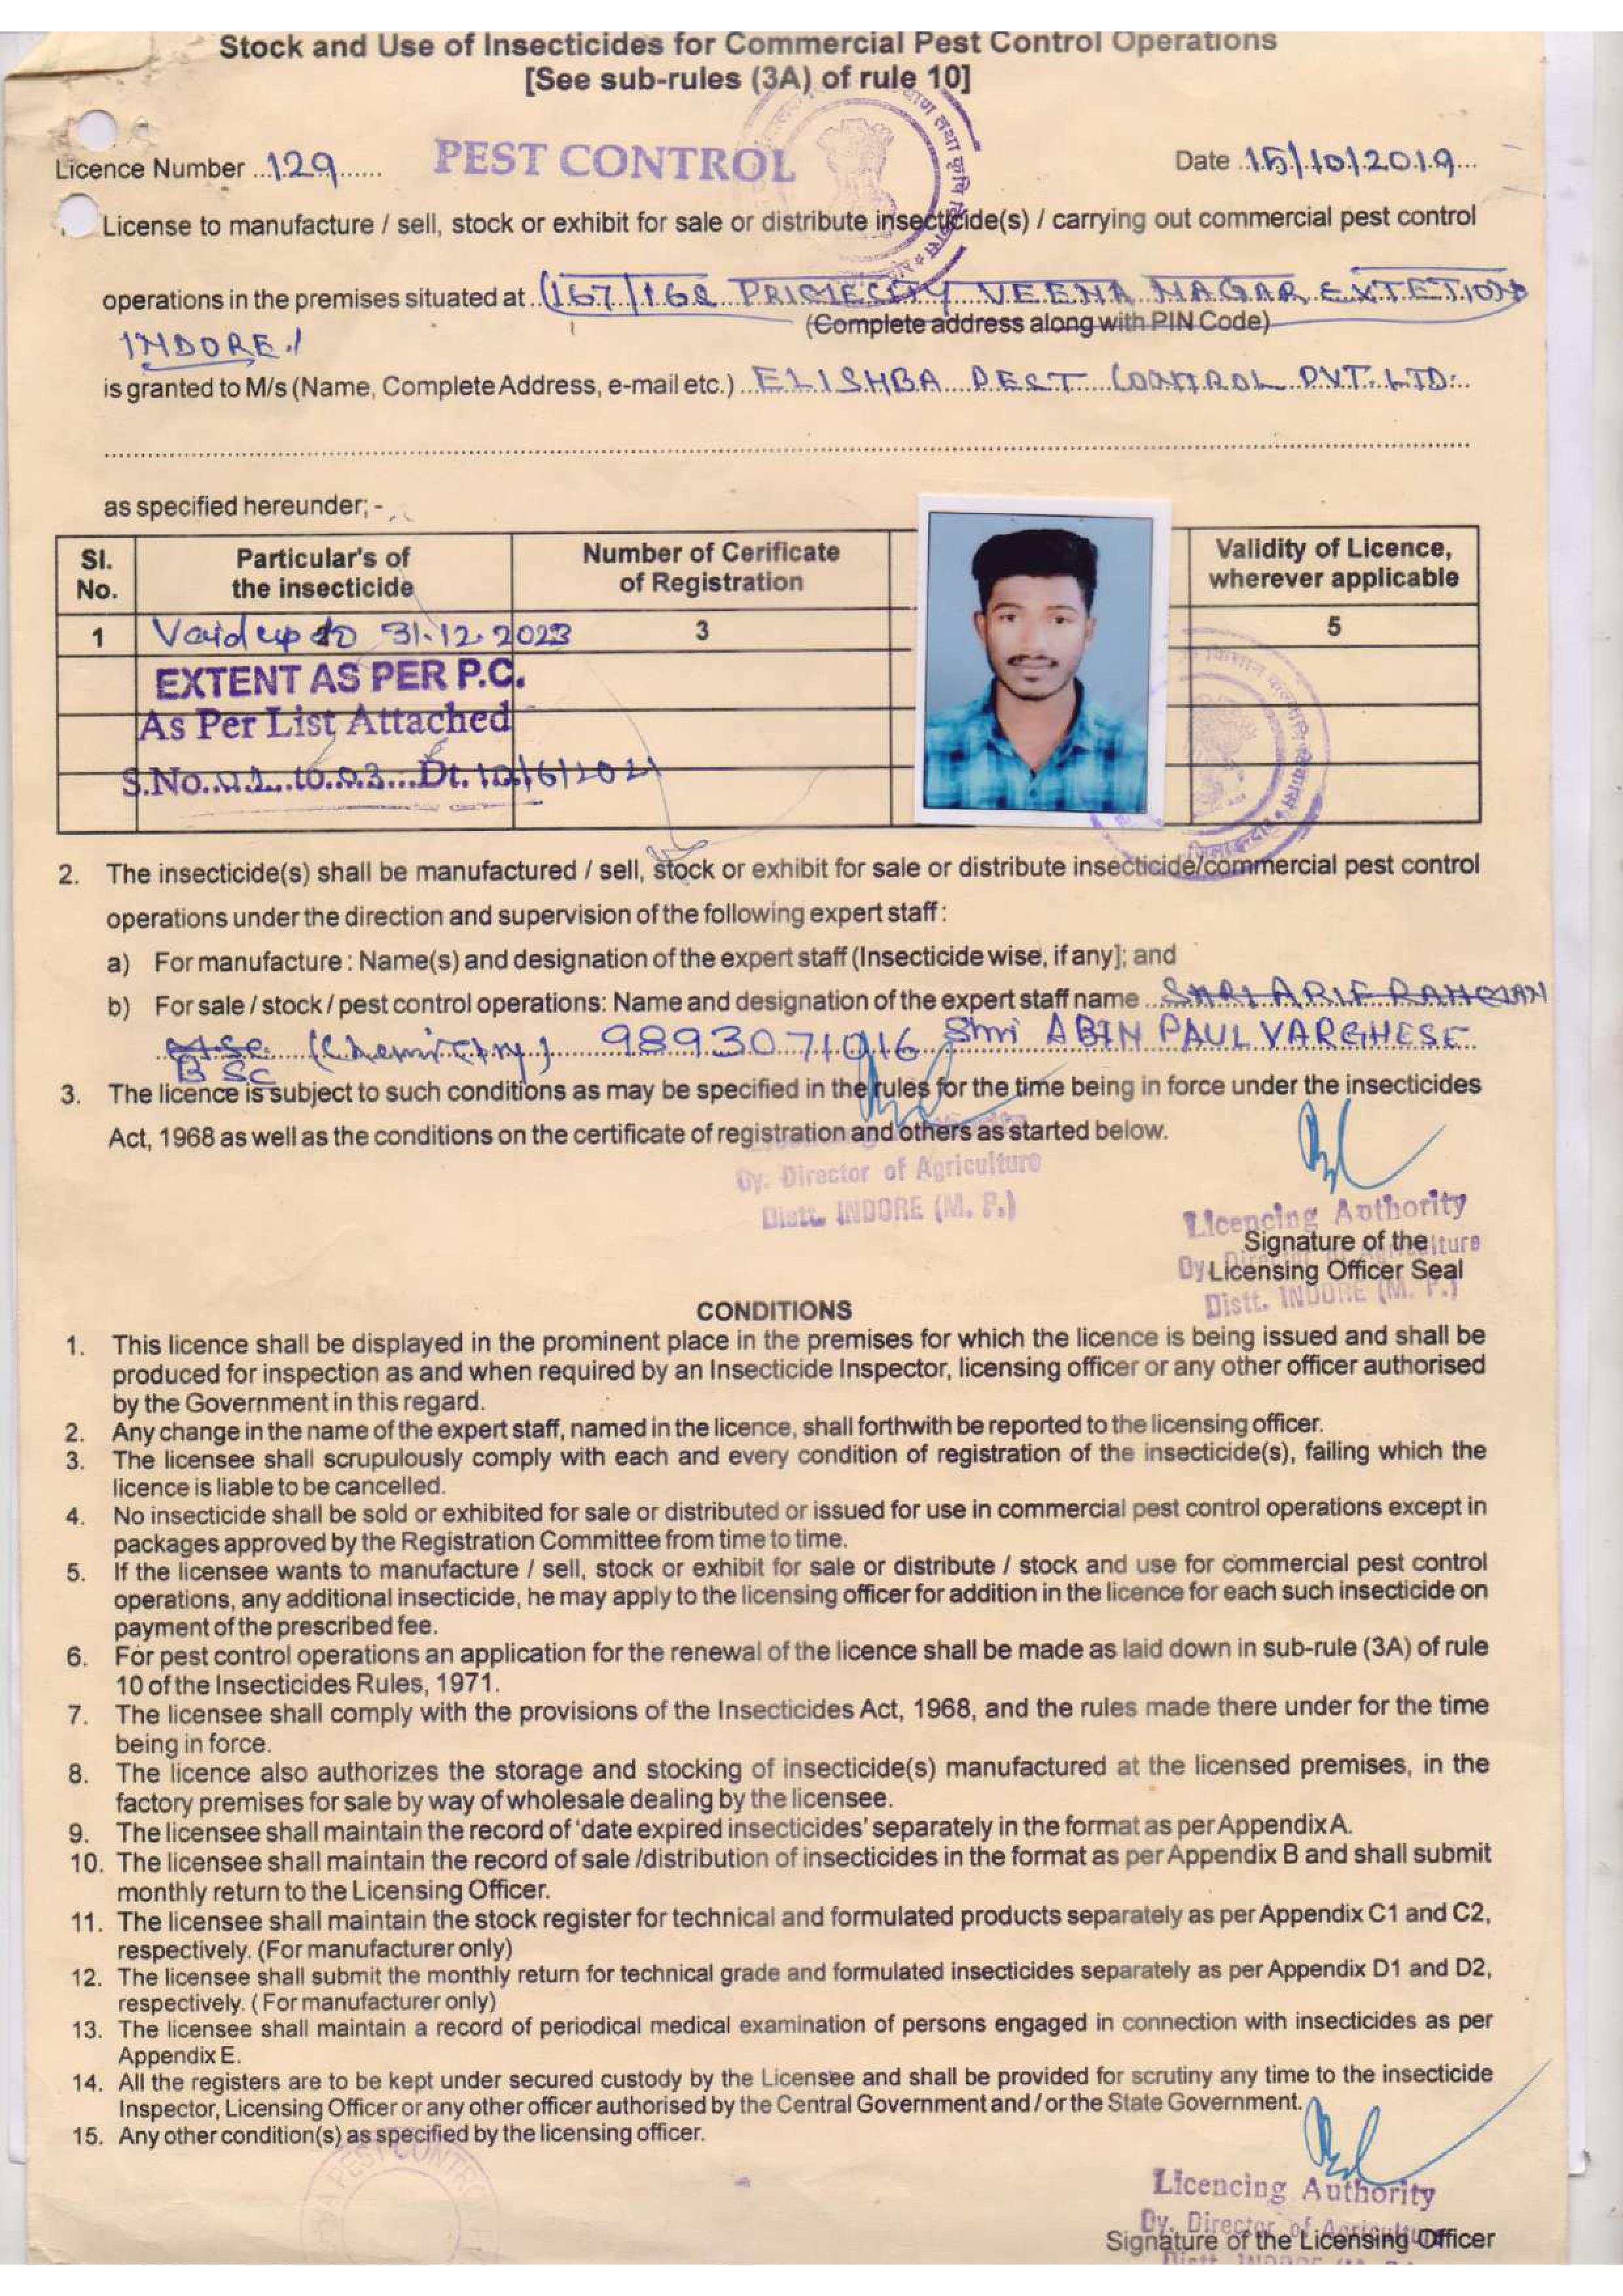 Stock and Use of Insecticides for Commercial Pest Control Operations
[See sub-rules (3A) of rule 10]
Licence Number ..129...... PEST CONTROL Date .15/10/2019...
License to manufacture / sell, stock or exhibit for sale or distribute insecticide(s) / carrying out commercial pest control
operations in the premises situated at ..(167/168 PRIMECITY VEENA NAGAR EXTETION
(Complete address along with PIN Code)
INDORE.
is granted to M/s (Name, Complete Address, e-mail etc.) ..ELISHBA PEST CONTROL PVT. LTD...
as specified hereunder; -
Sl. No. Particular's of the insecticide Number of Cerificate of Registration Validity of Licence, wherever applicable
1 Vaid up to 31.12.2023 3 5
EXTENT AS PER P.C.
As Per List Attached
S.No..01...to..03...Dt. 10/6/2021
2. The insecticide(s) shall be manufactured / sell, stock or exhibit for sale or distribute insecticide/commercial pest control
operations under the direction and supervision of the following expert staff :
a) For manufacture : Name(s) and designation of the expert staff (Insecticide wise, if any]; and
b) For sale / stock / pest control operations: Name and designation of the expert staff name ...SHRI ARIF RAHMAN
M.Sc. (Chemistry) 9893071916 Shri ABIN PAUL VARGHESE
B Sc
3. The licence is subject to such conditions as may be specified in the rules for the time being in force under the insecticides
Act, 1968 as well as the conditions on the certificate of registration and others as started below.
Dy. Director of Agriculture
Distt. INDORE (M. P.)
Licencing Authority
Signature of the
Dy. Licensing Officer Seal
Distt. INDORE (M. P.)
CONDITIONS
1. This licence shall be displayed in the prominent place in the premises for which the licence is being issued and shall be
produced for inspection as and when required by an Insecticide Inspector, licensing officer or any other officer authorised
by the Government in this regard.
2. Any change in the name of the expert staff, named in the licence, shall forthwith be reported to the licensing officer.
3. The licensee shall scrupulously comply with each and every condition of registration of the insecticide(s), failing which the
licence is liable to be cancelled.
4. No insecticide shall be sold or exhibited for sale or distributed or issued for use in commercial pest control operations except in
packages approved by the Registration Committee from time to time.
5. If the licensee wants to manufacture / sell, stock or exhibit for sale or distribute / stock and use for commercial pest control
operations, any additional insecticide, he may apply to the licensing officer for addition in the licence for each such insecticide on
payment of the prescribed fee.
6. For pest control operations an application for the renewal of the licence shall be made as laid down in sub-rule (3A) of rule
10 of the Insecticides Rules, 1971.
7. The licensee shall comply with the provisions of the Insecticides Act, 1968, and the rules made there under for the time
being in force.
8. The licence also authorizes the storage and stocking of insecticide(s) manufactured at the licensed premises, in the
factory premises for sale by way of wholesale dealing by the licensee.
9. The licensee shall maintain the record of 'date expired insecticides' separately in the format as per Appendix A.
10. The licensee shall maintain the record of sale /distribution of insecticides in the format as per Appendix B and shall submit
monthly return to the Licensing Officer.
11. The licensee shall maintain the stock register for technical and formulated products separately as per Appendix C1 and C2,
respectively. (For manufacturer only)
12. The licensee shall submit the monthly return for technical grade and formulated insecticides separately as per Appendix D1 and D2,
respectively. ( For manufacturer only)
13. The licensee shall maintain a record of periodical medical examination of persons engaged in connection with insecticides as per
Appendix E.
14. All the registers are to be kept under secured custody by the Licensee and shall be provided for scrutiny any time to the insecticide
Inspector, Licensing Officer or any other officer authorised by the Central Government and / or the State Government.
15. Any other condition(s) as specified by the licensing officer.
PEST CONTRO
Licencing Authority
Dy. Director of Agriculture
Signature of the Licensing Officer